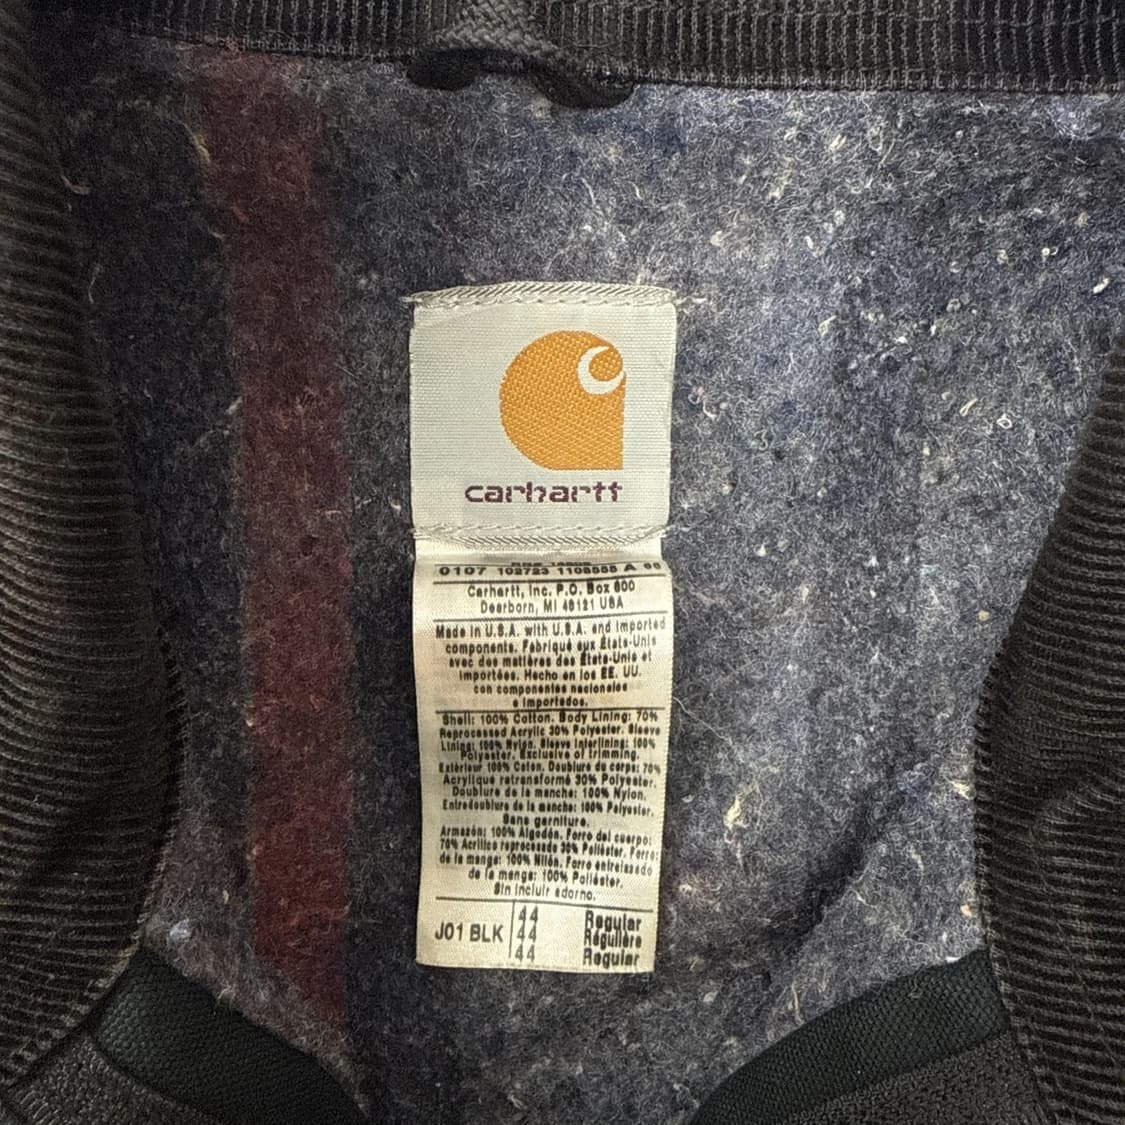 carhartt
0107 102723 1108558 A
Carhartt, Inc. P.O. Box 600
Dearborn, MI 48121 USA
Made in U.S.A. with U.S.A. and Imported
components. Fabriqué aux États-Unis
avec des matières des États-Unis et
importées. Hecho en los EE. UU.
con componentes nacionales
e importados.
Shell: 100% Cotton. Body Lining: 70%
Reprocessed Acrylic 30% Polyester. Sleeve
Lining: 100% Nylon. Sleeve Interlining: 100%
Polyester. Exclusive of trimming.
Extérieur 100% Coton. Doublure du corps: 70%
Acrylique retransformé 30% Polyester.
Doublure de la manche: 100% Nylon.
Entredoublure de la manche: 100% Polyester.
Sans garniture.
Armazón: 100% Algodón. Forro del cuerpo:
70% Acrílico reprocesado 30% Poliéster. Forro:
de la manga: 100% Nilón. Forro entrelazado
de la manga: 100% Poliéster.
Sin incluir adorno.
J01 BLK 44 Regular
44 Régulière
44 Regular